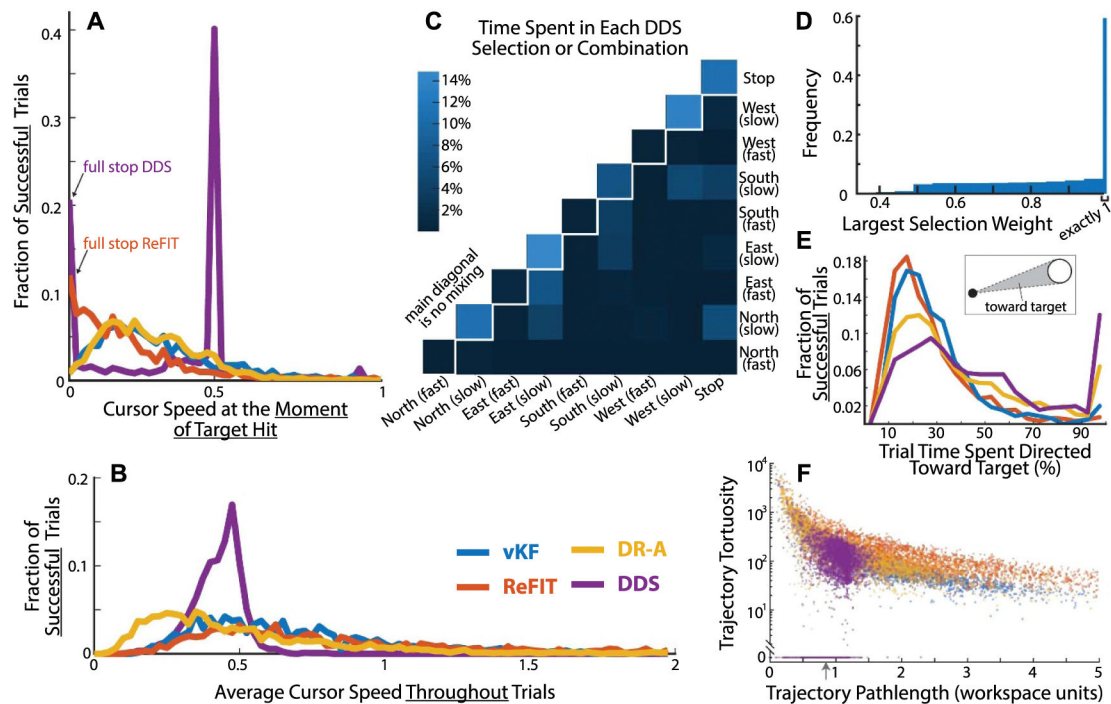 A
0.4
0.3
0.2
0.1
0
0
0.5
1
Fraction of Successful Trials
full stop DDS
full stop ReFIT
Cursor Speed at the Moment
of Target Hit
C
Time Spent in Each DDS
Selection or Combination
14%
12%
10%
8%
6%
4%
2%
main diagonal
is no mixing
Stop
West
(slow)
West
(fast)
South
(slow)
South
(fast)
East
(slow)
East
(fast)
North
(slow)
North
(fast)
North (fast)
North (slow)
East (fast)
East (slow)
South (fast)
South (slow)
West (fast)
West (slow)
Stop
D
0.6
0.4
0.2
0
Frequency
0.4
0.6
0.8
1
exactly 1
Largest Selection Weight
E
0.18
0.14
0.1
0.06
0.02
Fraction of
Successful Trials
toward target
10
30
50
70
90
Trial Time Spent Directed
Toward Target (%)
B
0.2
0.1
0
Fraction of
Successful Trials
vKF
DR-A
ReFIT
DDS
0
0.5
1
1.5
2
Average Cursor Speed Throughout Trials
F
10⁴
10³
10²
10¹
0
Trajectory Tortuosity
0
1
2
3
4
5
Trajectory Pathlength (workspace units)